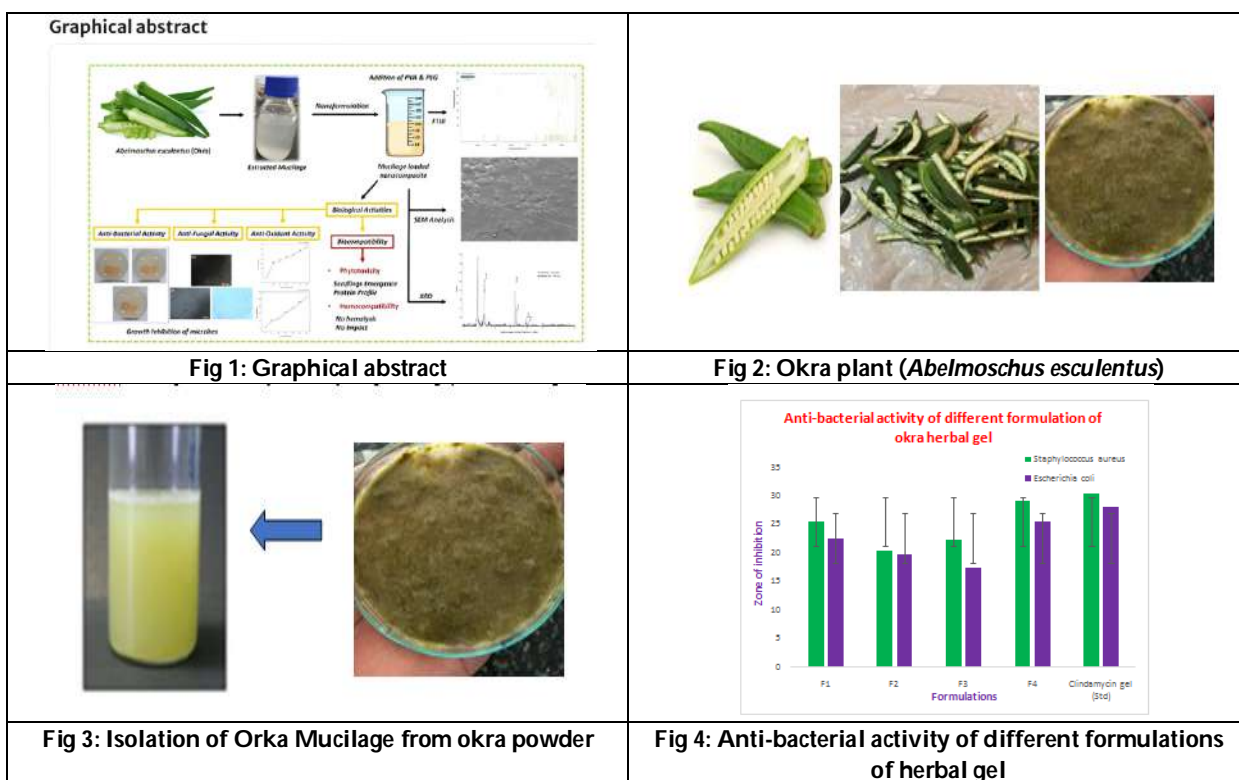 Graphical abstract
Addition of PVA & PEG
Nanoformulation
FTIR
Abelmoschus esculentus (Okra)
Extracted Mucilage
Mucilage loaded
nanocomposite
Biological Activities
SEM Analysis
Anti-Bacterial Activity
Anti-Fungal Activity
Anti-Oxidant Activity
Biocompatibility
Phytotoxicity
Seedlings Emergence
Protein Profile
XRD
No hemolysis
No Impact
Growth Inhibition of microbes
Fig 1: Graphical abstract
Fig 2: Okra plant (Abelmoschus esculentus)
Anti-bacterial activity of different formulation of
okra herbal gel
Staphylococcus aureus
Escherichia coli
35
30
25
20
15
10
5
0
Zone of inhibition
F1
F2
F3
F4
Clindamycin gel
(Std)
Formulations
Fig 3: Isolation of Orka Mucilage from okra powder
Fig 4: Anti-bacterial activity of different formulations
of herbal gel